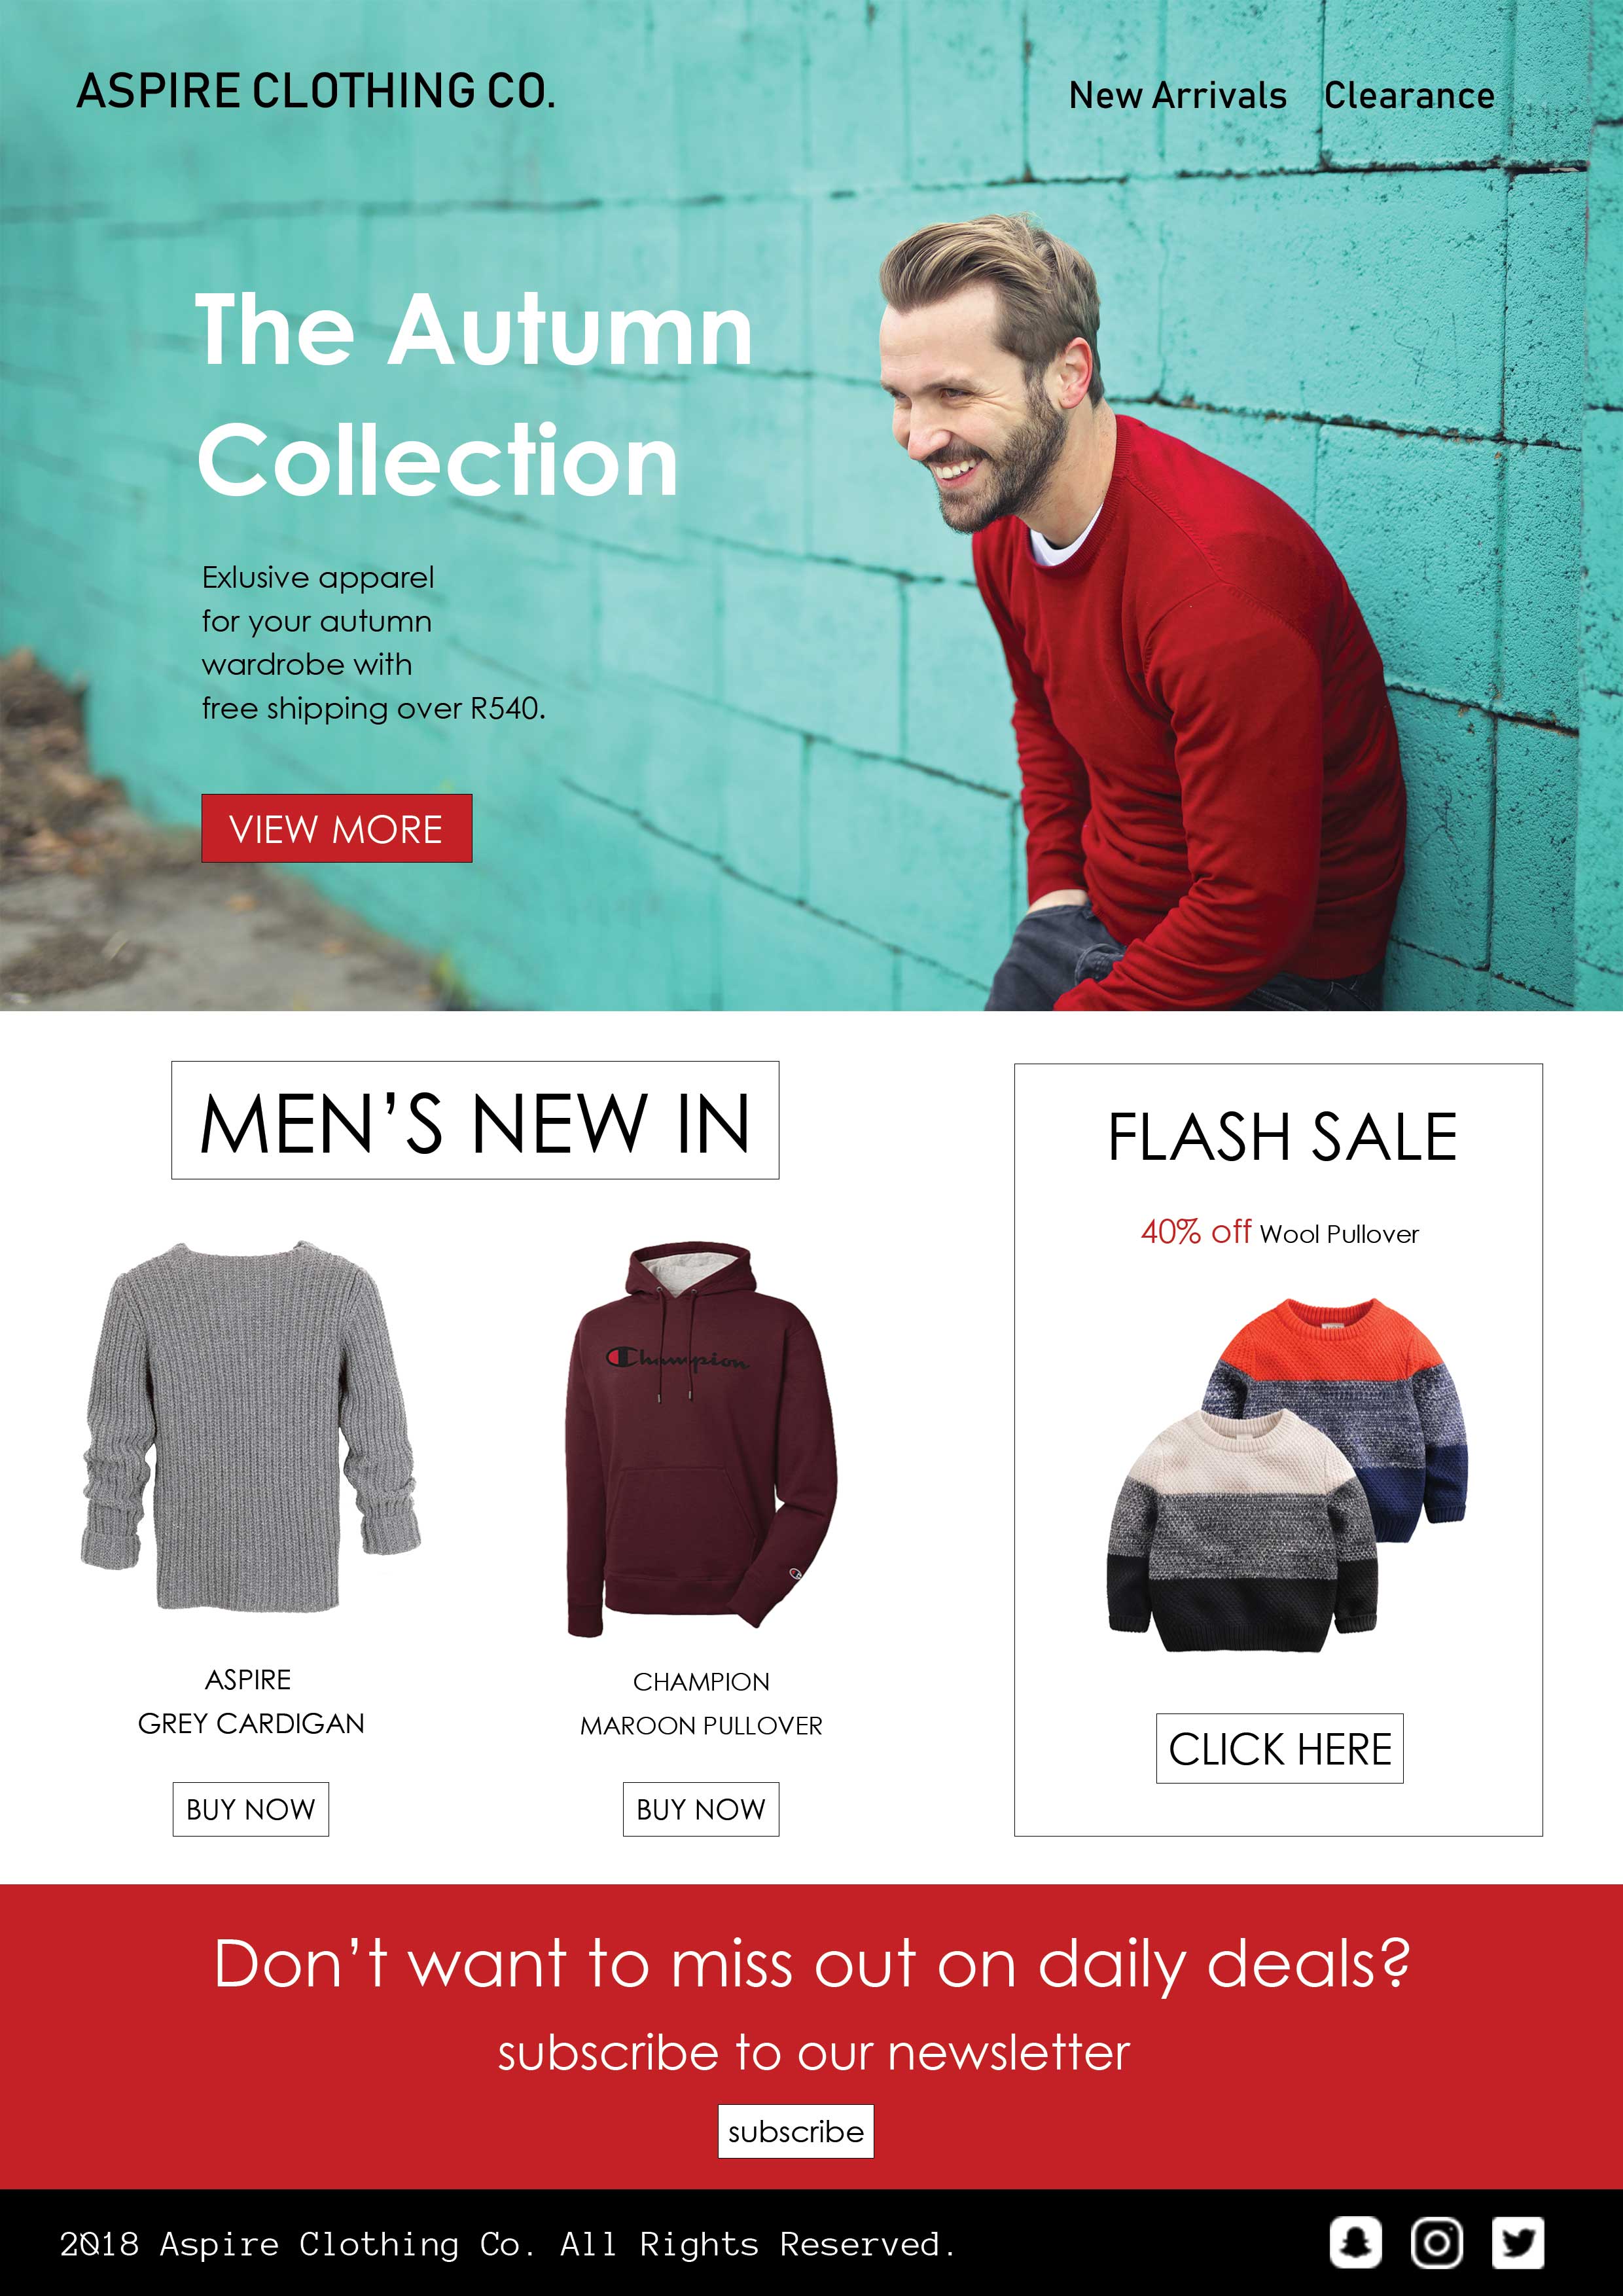 ASPIRE CLOTHING CO.
New Arrivals Clearance
The Autumn
Collection
Exlusive apparel
for your autumn
wardrobe with
free shipping over R540.
VIEW MORE
MEN’S NEW IN
Champion
ASPIRE
GREY CARDIGAN
BUY NOW
CHAMPION
MAROON PULLOVER
BUY NOW
FLASH SALE
40% off Wool Pullover
CLICK HERE
Don’t want to miss out on daily deals?
subscribe to our newsletter
subscribe
2018 Aspire Clothing Co. All Rights Reserved.